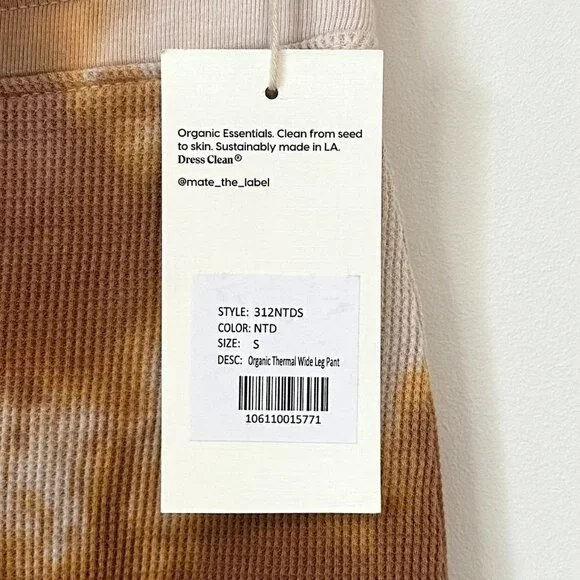 Organic Essentials. Clean from seed
to skin. Sustainably made in LA.
Dress Clean®
@mate_the_label
STYLE: 312NTDS
COLOR: NTD
SIZE: S
DESC: Organic Thermal Wide Leg Pant
106110015771